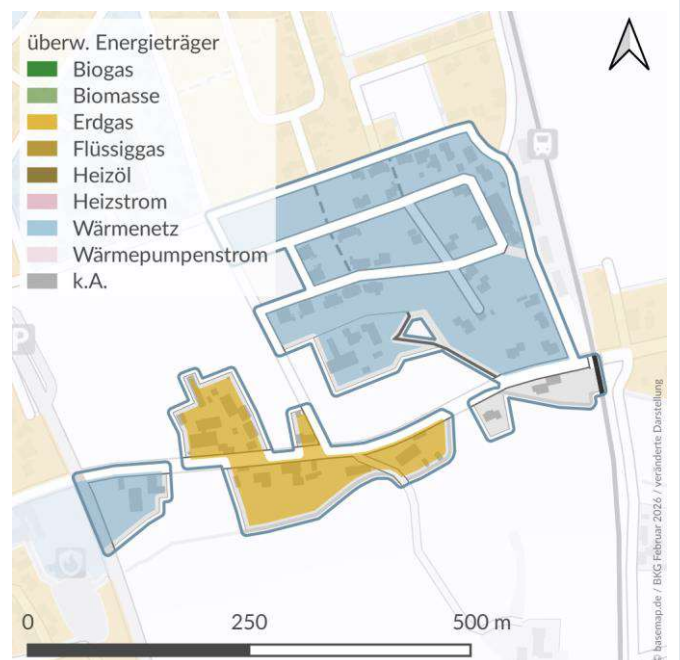 überw. Energieträger
Biogas
Biomasse
Erdgas
Flüssiggas
Heizöl
Heizstrom
Wärmenetz
Wärmepumpenstrom
k.A.
P
0 250 500 m
© basemap.de / BKG Februar 2026 / veränderte Darstellung